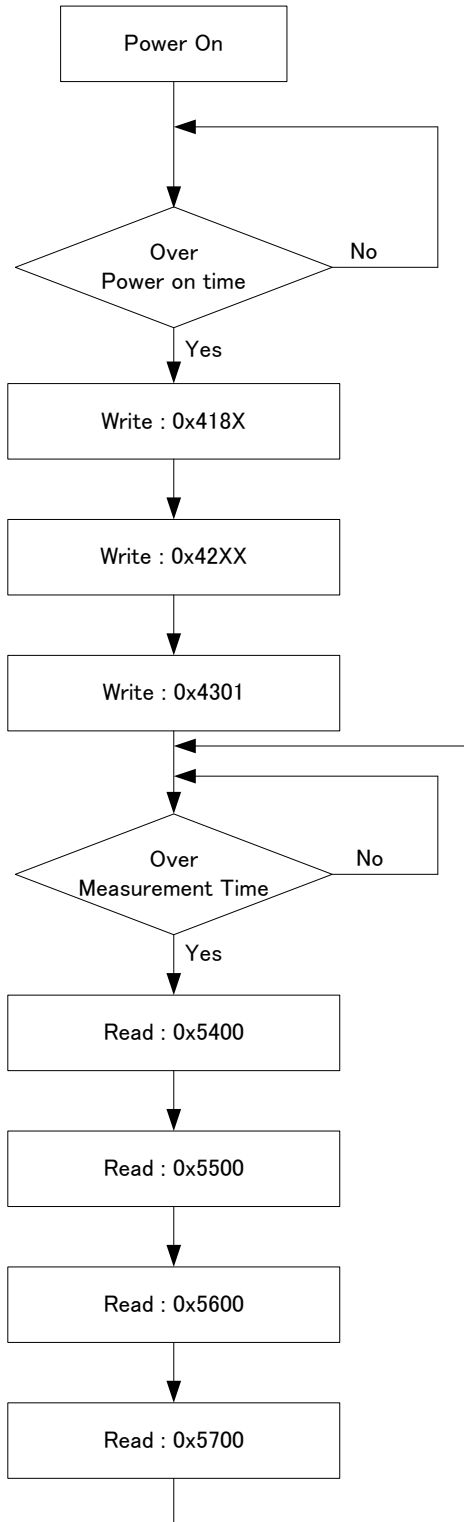 Power On
Over
Power on time
No
Yes
Write : 0x418X
Write : 0x42XX
Write : 0x4301
Over
Measurement Time
No
Yes
Read : 0x5400
Read : 0x5500
Read : 0x5600
Read : 0x5700